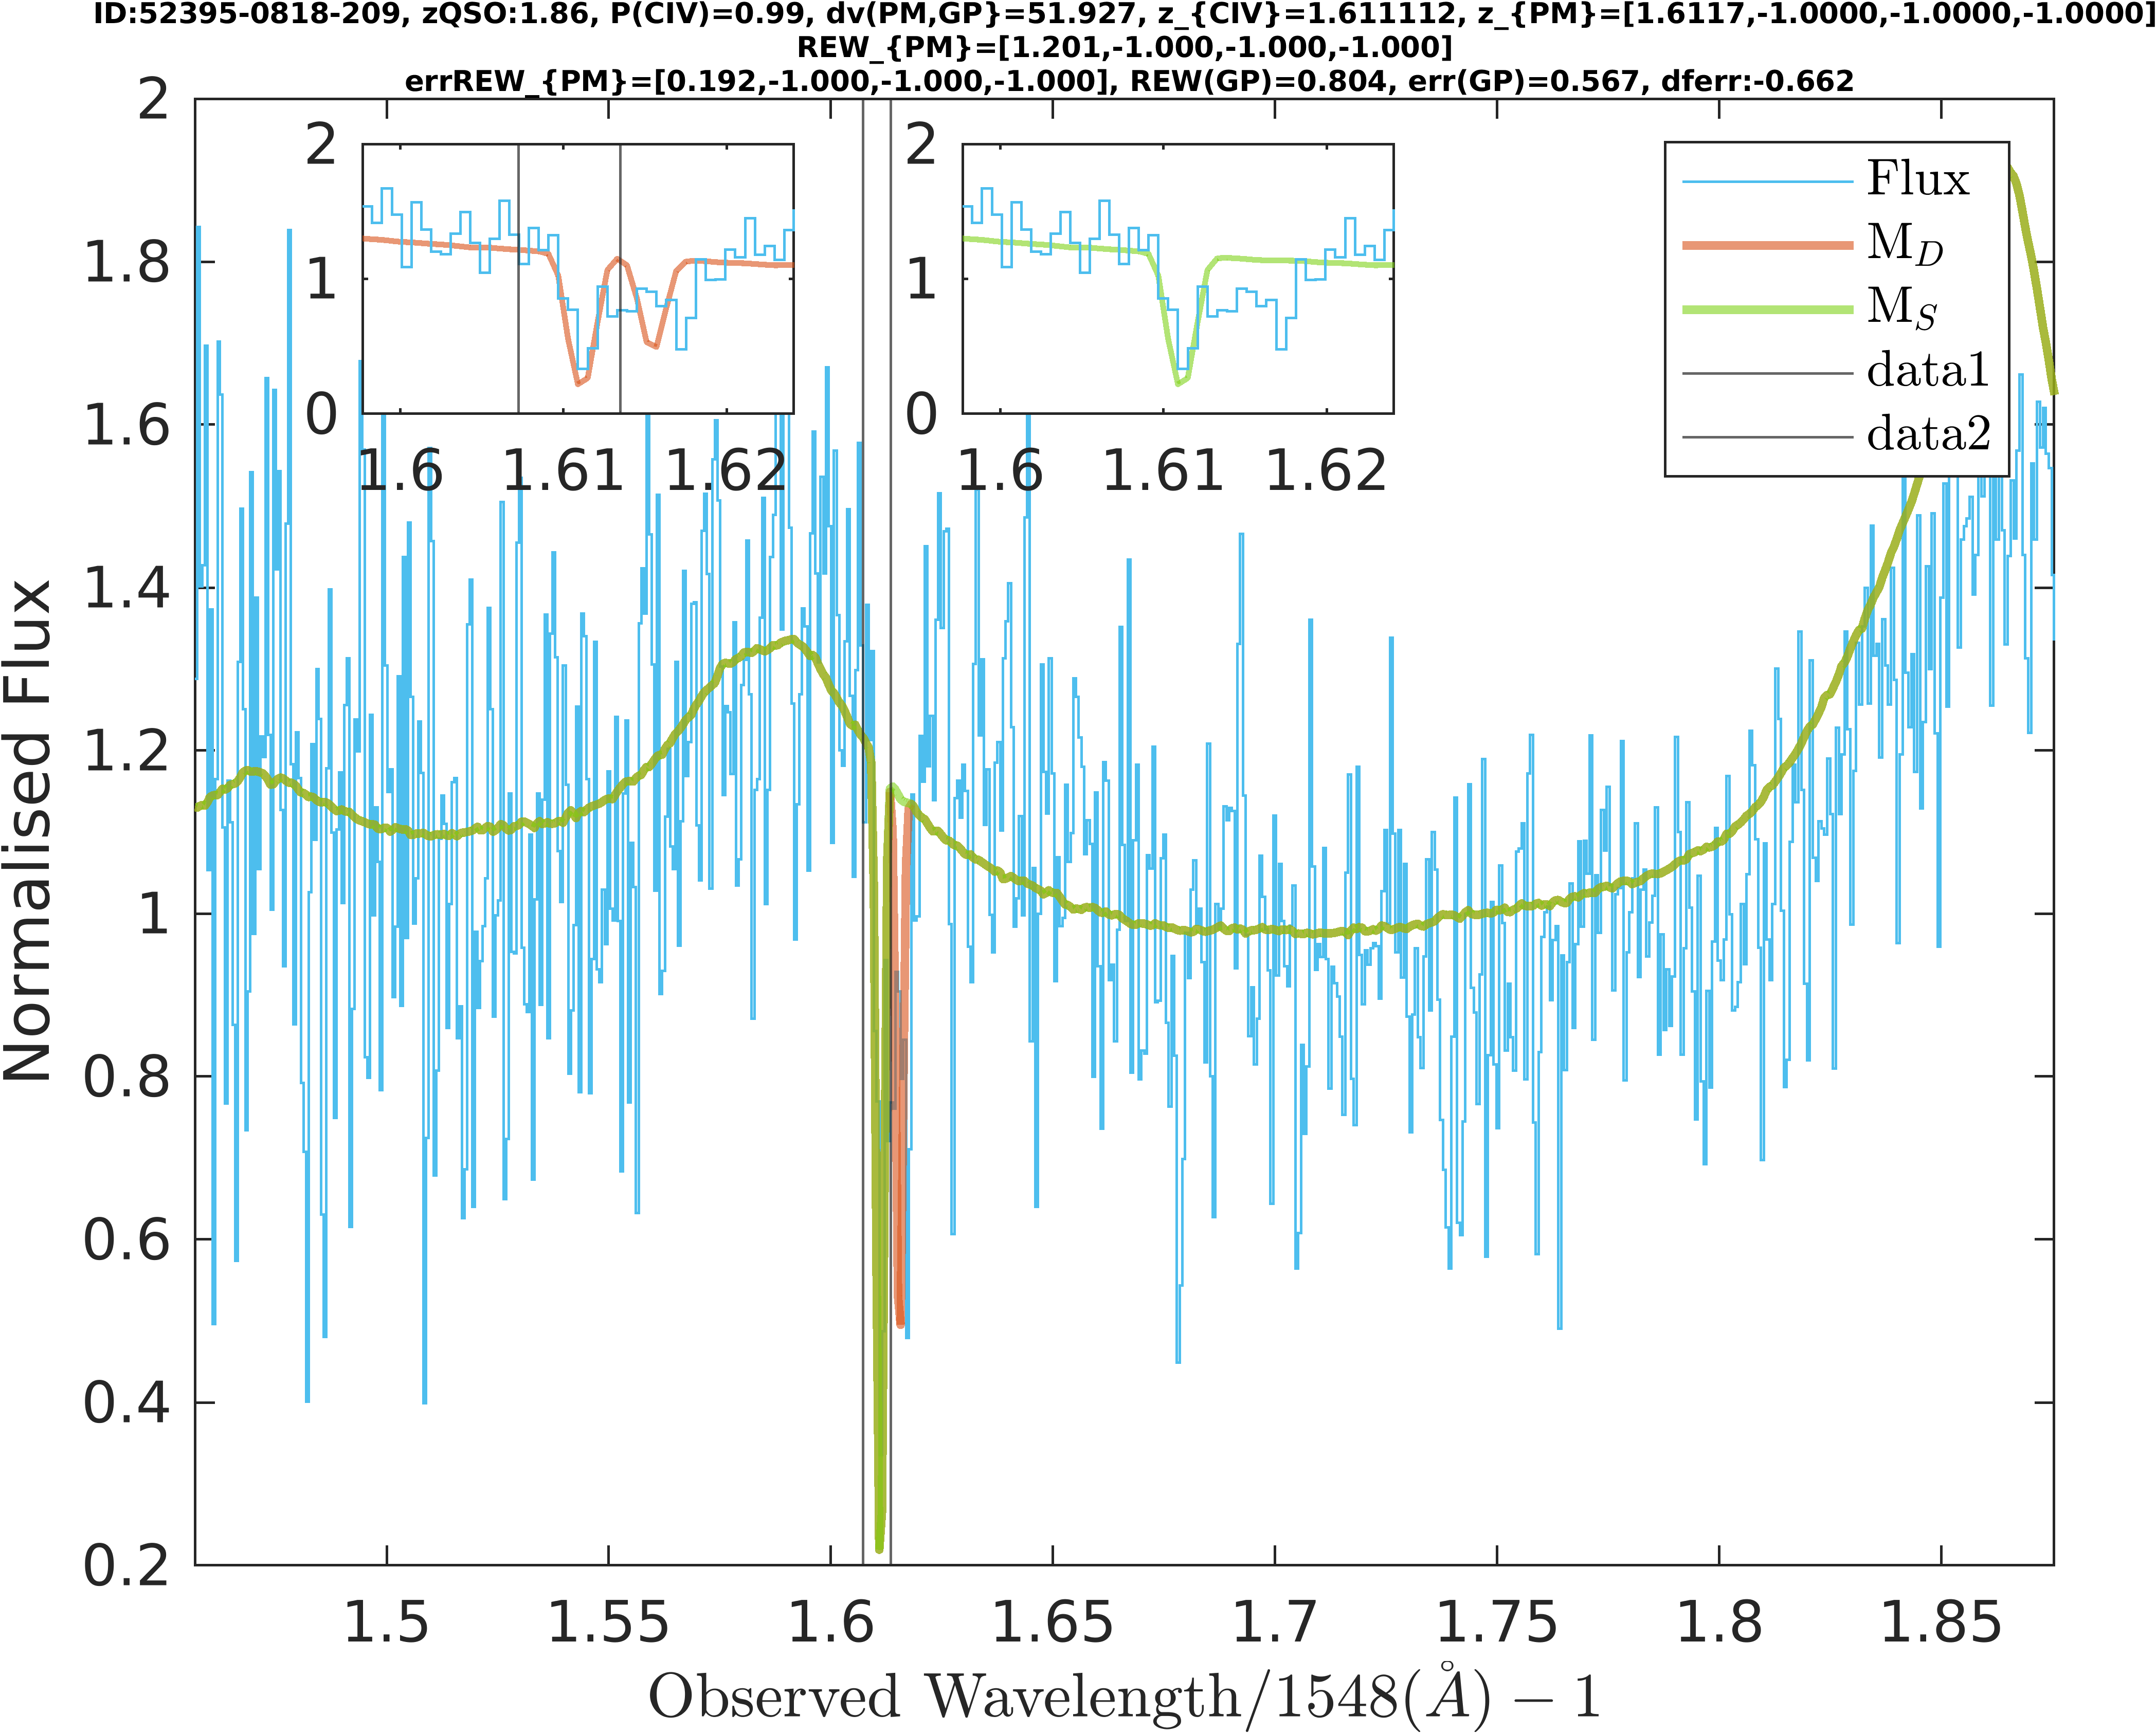 ID:52395-0818-209, zQSO:1.86, P(CIV)=0.99, dv(PM,GP}=51.927, z_{CIV}=1.611112, z_{PM}=[1.6117,-1.0000,-1.0000,-1.0000]
REW_{PM}=[1.201,-1.000,-1.000,-1.000]
errREW_{PM}=[0.192,-1.000,-1.000,-1.000], REW(GP)=0.804, err(GP)=0.567, dferr:-0.662
2
1.8
1.6
1.4
1.2
1
0.8
0.6
0.4
0.2
Normalised Flux
2
1
0
1.6 1.61 1.62
2
1
0
1.6 1.61 1.62
Flux
M_D
M_S
data1
data2
1.5 1.55 1.6 1.65 1.7 1.75 1.8 1.85
Observed Wavelength/1548(Å) − 1